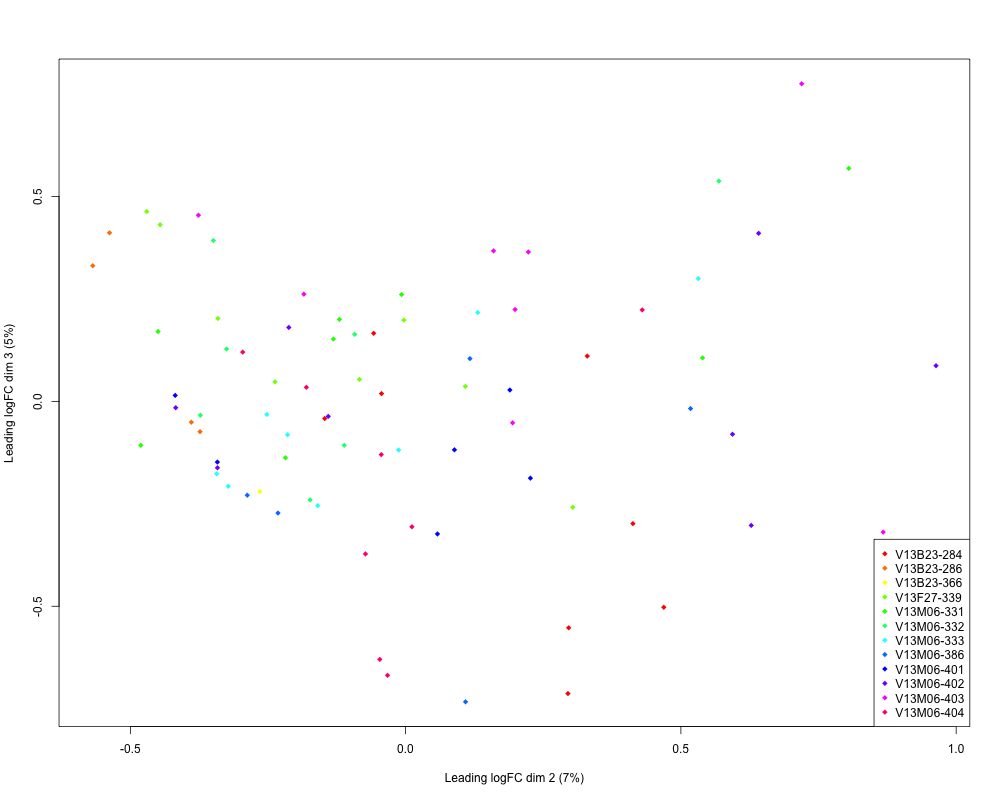 0.5
0.0
-0.5
Leading logFC dim 3 (5%)
V13B23-284
V13B23-286
V13B23-366
V13F27-339
V13M06-331
V13M06-332
V13M06-333
V13M06-386
V13M06-401
V13M06-402
V13M06-403
V13M06-404
-0.5 0.0 0.5 1.0
Leading logFC dim 2 (7%)